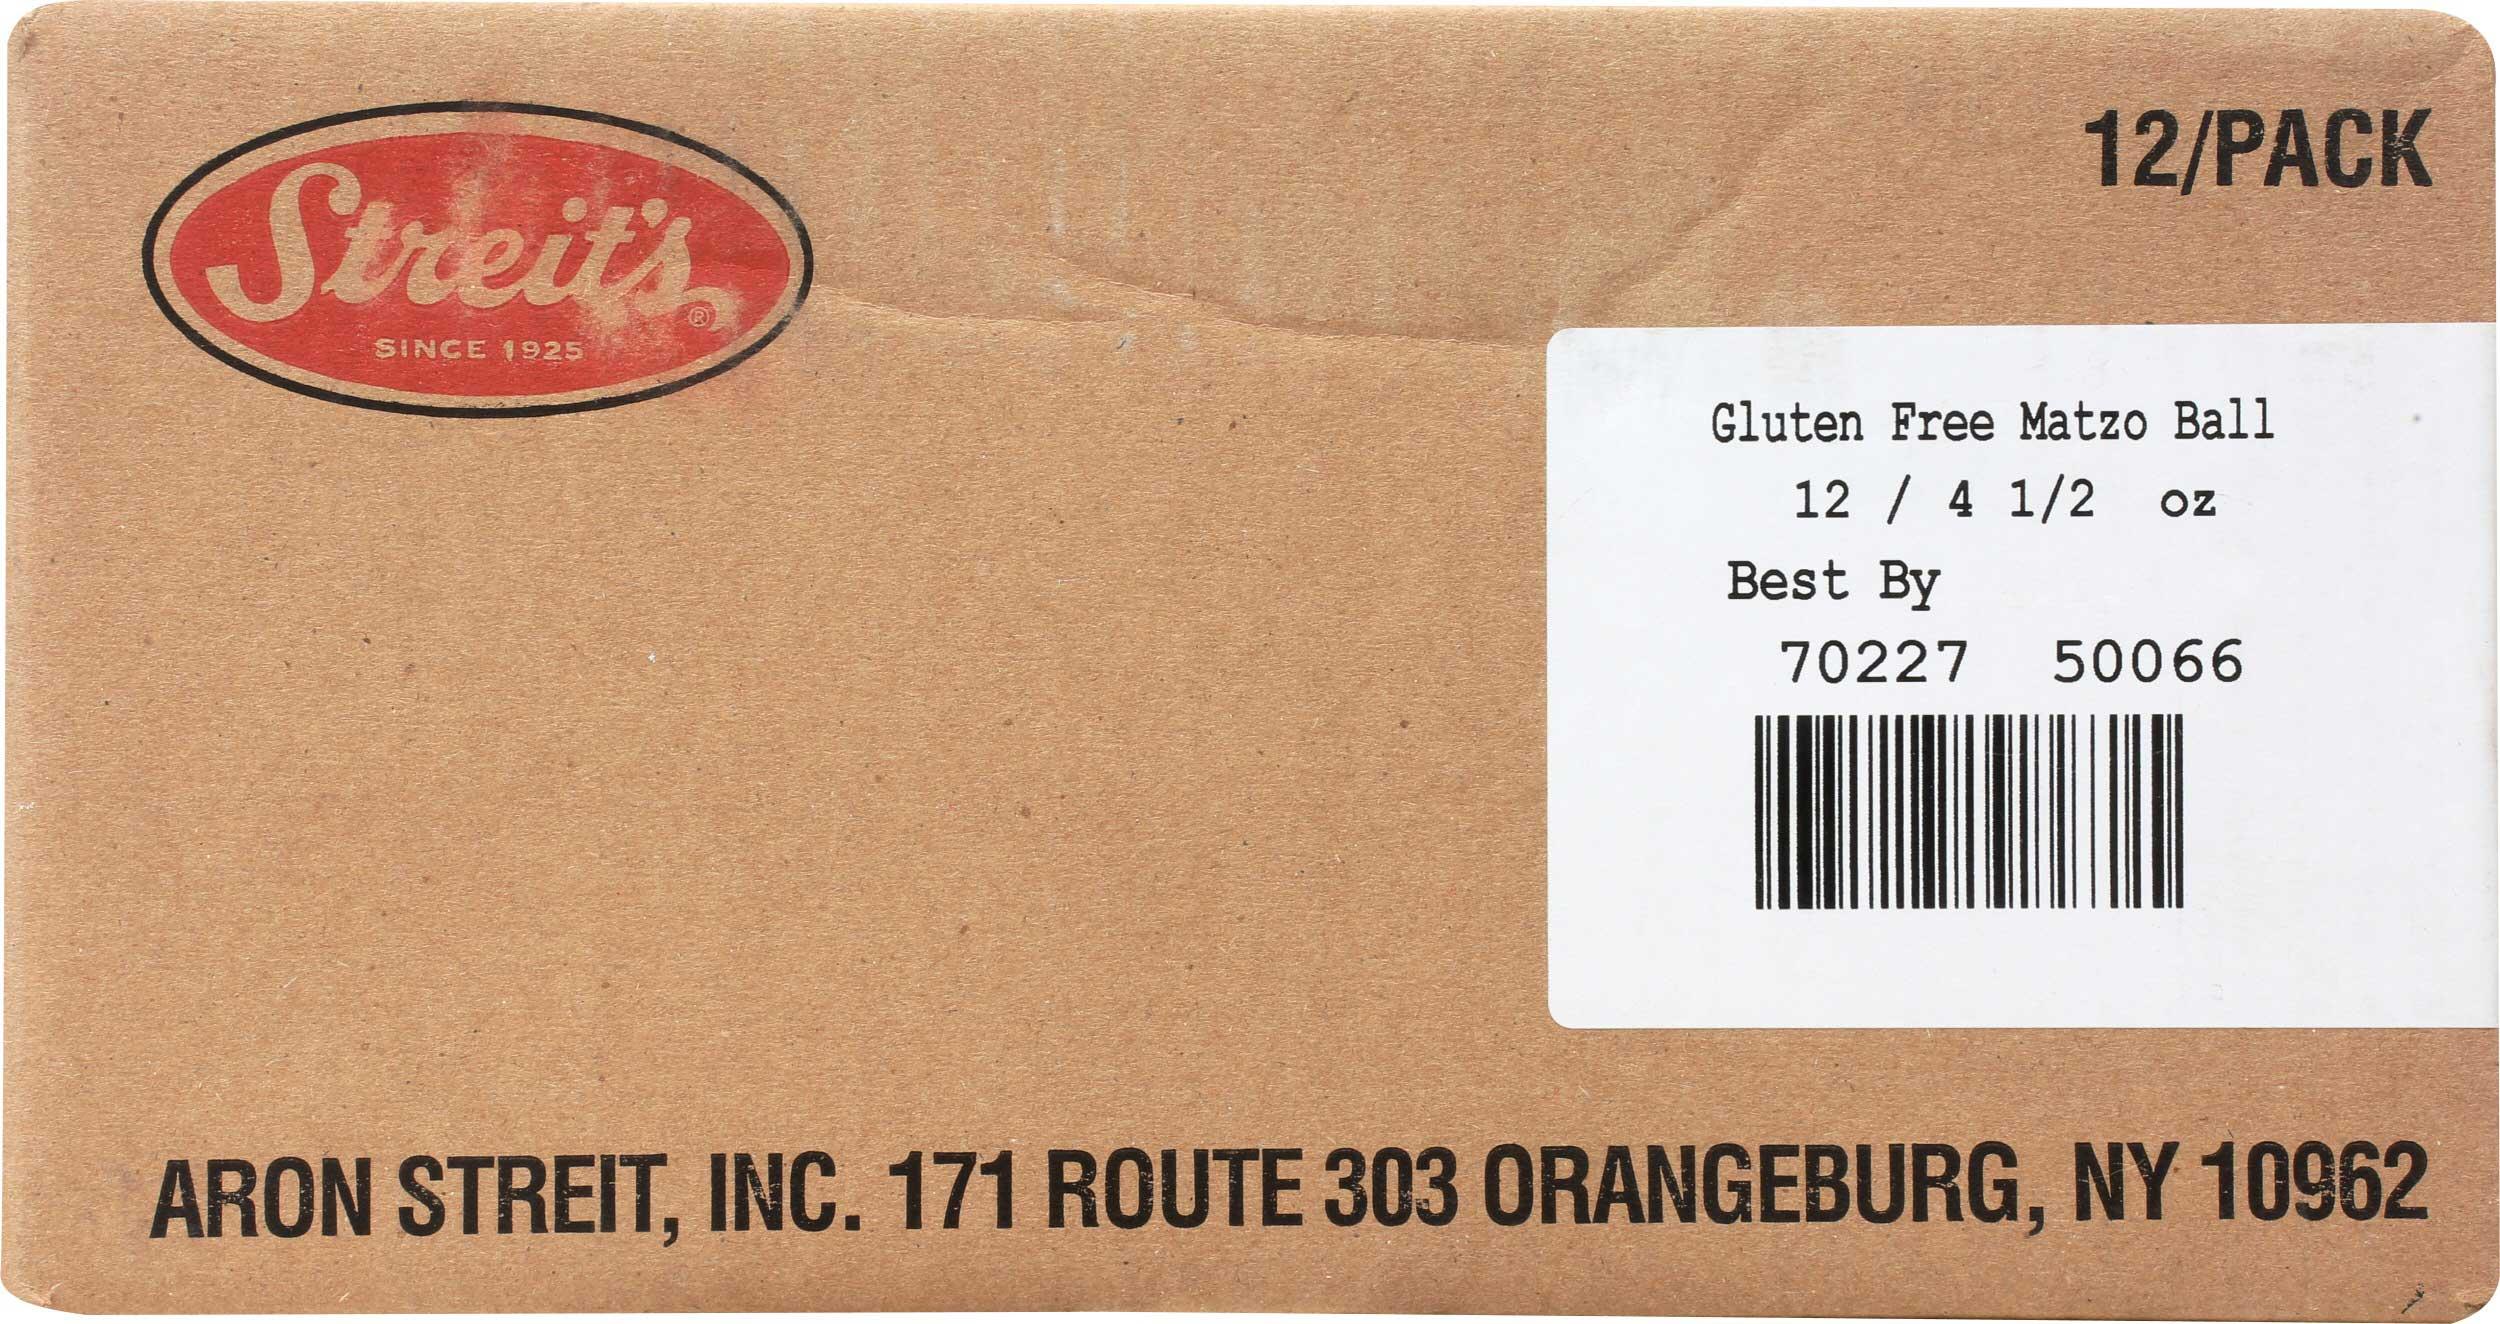 Streit's®
SINCE 1925
12/PACK
Gluten Free Matzo Ball
12 / 4 1/2 oz
Best By
70227 50066
ARON STREIT, INC. 171 ROUTE 303 ORANGEBURG, NY 10962